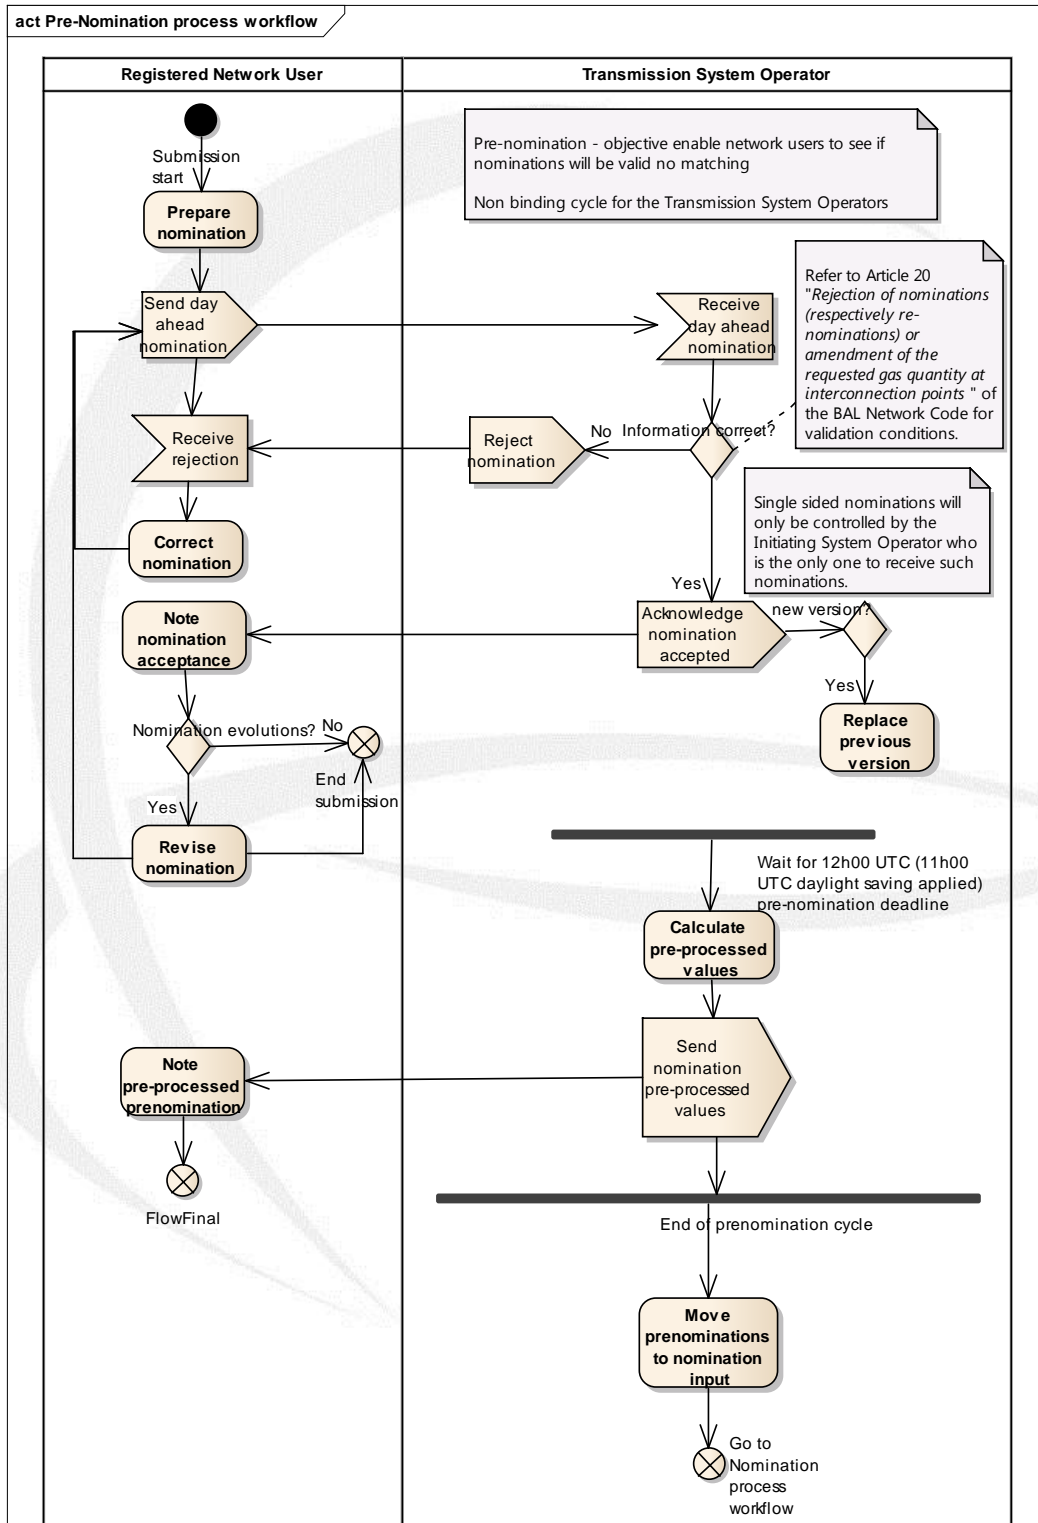 act Pre-Nomination process workflow
Registered Network User
Transmission System Operator
Submission
start
Prepare
nomination
Pre-nomination - objective enable network users to see if
nominations will be valid no matching
Non binding cycle for the Transmission System Operators
Send day
ahead
nomination
Receive
day ahead
nomination
Refer to Article 20
"Rejection of nominations
(respectively re-
nominations) or
amendment of the
requested gas quantity at
interconnection points " of
the BAL Network Code for
validation conditions.
Receive
rejection
Reject
nomination
No
Information correct?
Correct
nomination
Single sided nominations will
only be controlled by the
Initiating System Operator who
is the only one to receive such
nominations.
Yes
Note
nomination
acceptance
Acknowledge
nomination
accepted
new version?
Yes
Replace
previous
version
Nomination evolutions?
No
End
submission
Yes
Revise
nomination
Wait for 12h00 UTC (11h00
UTC daylight saving applied)
pre-nomination deadline
Calculate
pre-processed
values
Send
nomination
pre-processed
values
Note
pre-processed
prenomination
FlowFinal
End of prenomination cycle
Move
prenominations
to nomination
input
Go to
Nomination
process
workflow